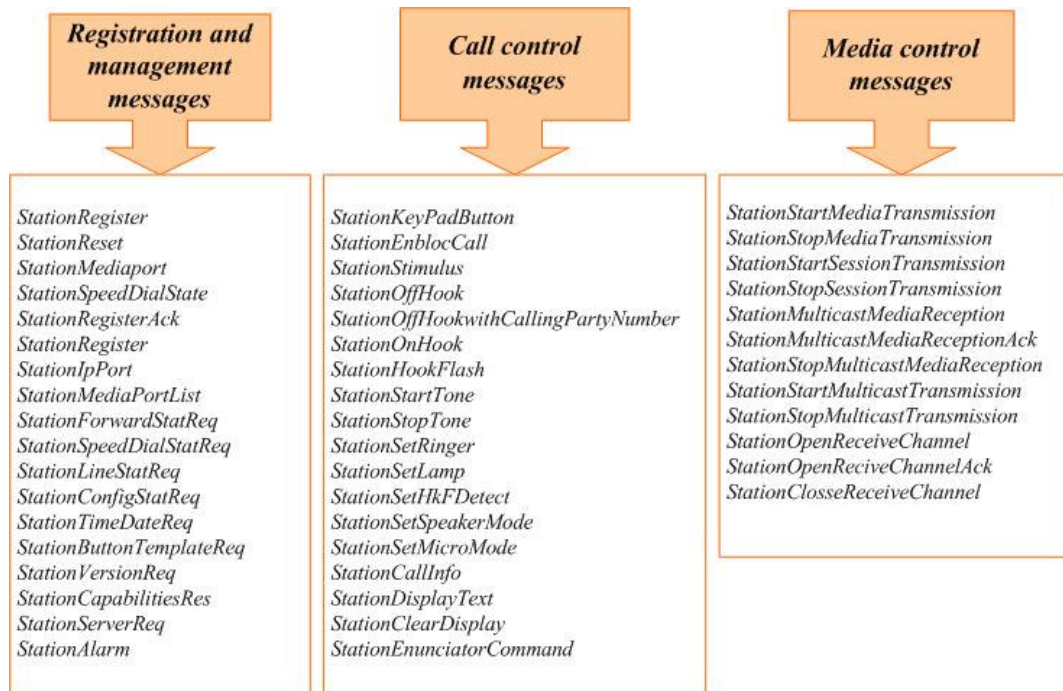 Registration and
management
messages
StationRegister
StationReset
StationMediaport
StationSpeedDialState
StationRegisterAck
StationRegister
StationIpPort
StationMediaPortList
StationForwardStatReq
StationSpeedDialStatReq
StationLineStatReq
StationConfigStatReq
StationTimeDateReq
StationButtonTemplateReq
StationVersionReq
StationCapabilitiesRes
StationServerReq
StationAlarm
Call control
messages
StationKeyPadButton
StationEnblocCall
StationStimulus
StationOffHook
StationOffHookwithCallingPartyNumber
StationOnHook
StationHookFlash
StationStartTone
StationStopTone
StationSetRinger
StationSetLamp
StationSetHkFDetect
StationSetSpeakerMode
StationSetMicroMode
StationCallInfo
StationDisplayText
StationClearDisplay
StationEnunciatorCommand
Media control
messages
StationStartMediaTransmission
StationStopMediaTransmission
StationStartSessionTransmission
StationStopSessionTransmission
StationMulticastMediaReception
StationMulticastMediaReceptionAck
StationStopMulticastMediaReception
StationStartMulticastTransmission
StationStopMulticastTransmission
StationOpenReceiveChannel
StationOpenReciveChannelAck
StationClosseReceiveChannel